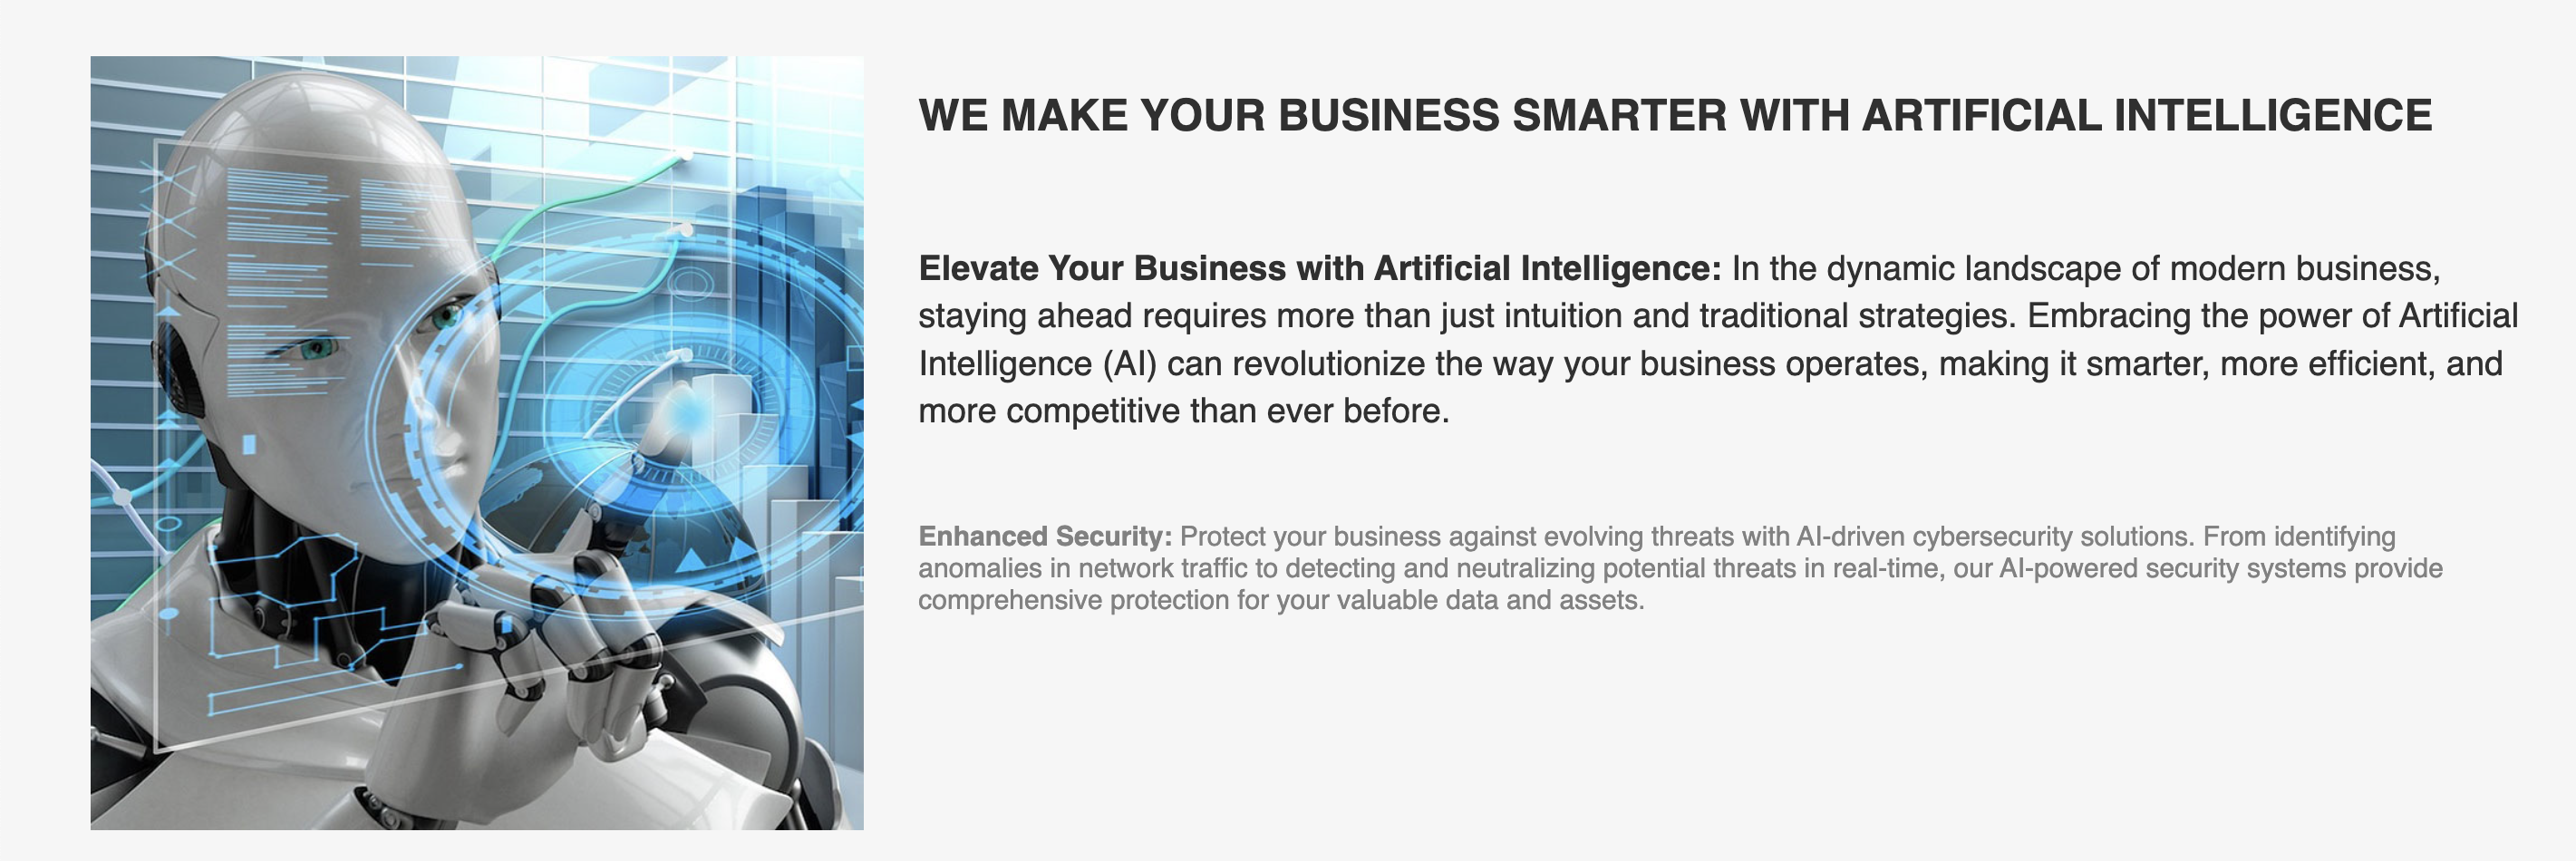 WE MAKE YOUR BUSINESS SMARTER WITH ARTIFICIAL INTELLIGENCE
Elevate Your Business with Artificial Intelligence: In the dynamic landscape of modern business,
staying ahead requires more than just intuition and traditional strategies. Embracing the power of Artificial
Intelligence (AI) can revolutionize the way your business operates, making it smarter, more efficient, and
more competitive than ever before.
Enhanced Security: Protect your business against evolving threats with AI-driven cybersecurity solutions. From identifying
anomalies in network traffic to detecting and neutralizing potential threats in real-time, our AI-powered security systems provide
comprehensive protection for your valuable data and assets.